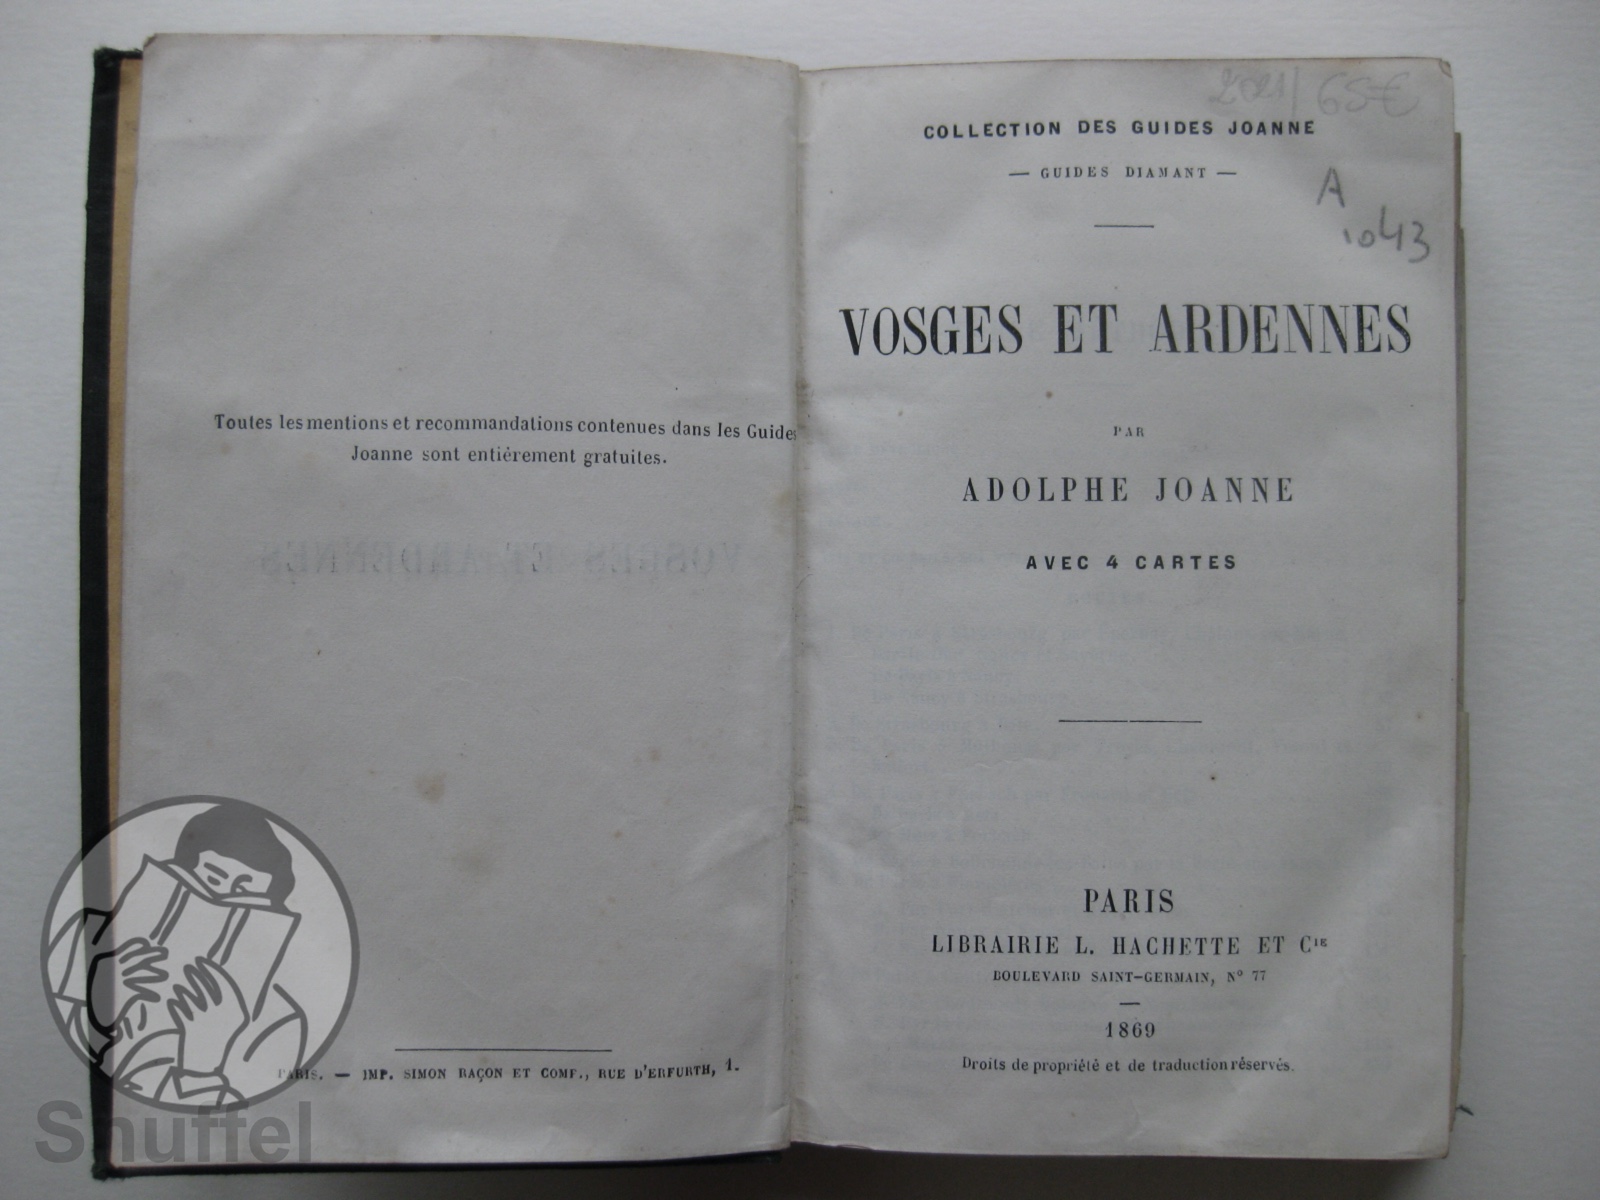 Toutes les mentions et recommandations contenues dans les Guides
Joanne sont entièrement gratuites.
PARIS. — IMP. SIMON RAÇON ET COMP., RUE D'ERFURTH, 1.
Shuffel
65€
COLLECTION DES GUIDES JOANNE
— GUIDES DIAMANT —
A
1043
VOSGES ET ARDENNES
PAR
ADOLPHE JOANNE
AVEC 4 CARTES
PARIS
LIBRAIRIE L. HACHETTE ET Cie
BOULEVARD SAINT-GERMAIN, Nº 77
1869
Droits de propriété et de traduction réservés.